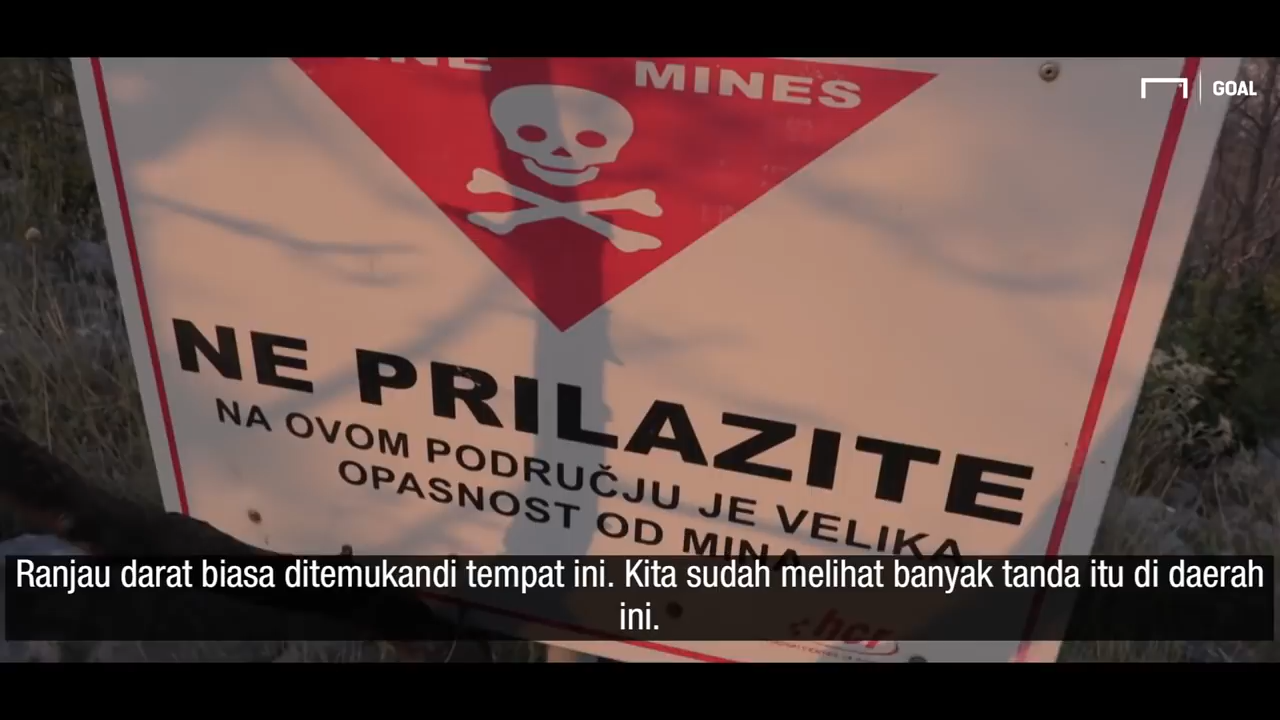 MINES
GOAL
NE PRILAZITE
NA OVOM PODRUČJU JE VELIKA
OPASNOST OD MINA
Ranjau darat biasa ditemukandi tempat ini. Kita sudah melihat banyak tanda itu di daerah
ini.
hcr